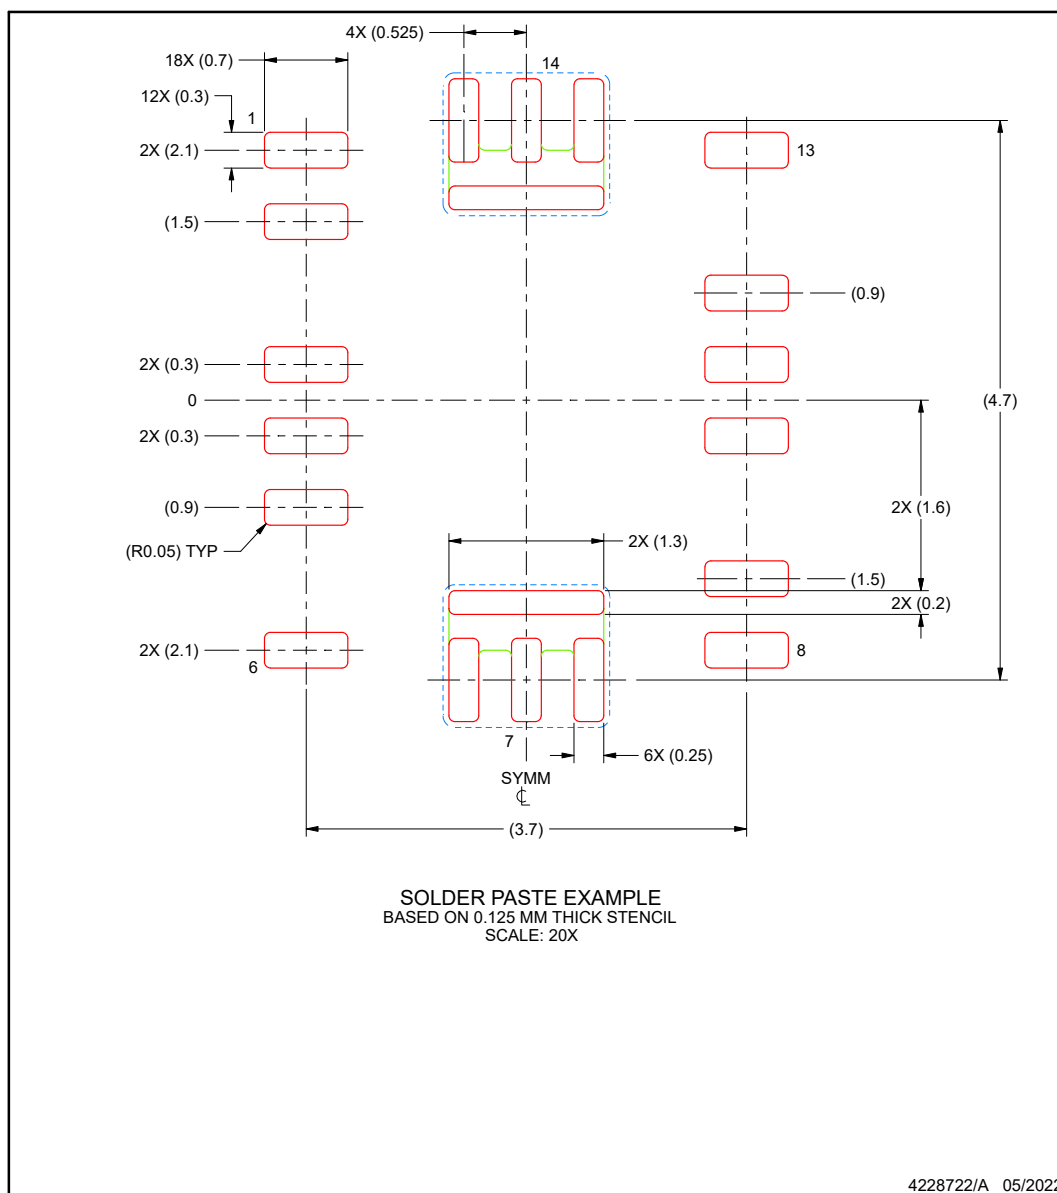 4X (0.525)
18X (0.7)
14
12X (0.3)
1
2X (2.1)
13
(1.5)
(0.9)
2X (0.3)
0
(4.7)
2X (0.3)
(0.9)
2X (1.6)
2X (1.3)
(R0.05) TYP
(1.5)
2X (0.2)
2X (2.1)
6
8
7
6X (0.25)
SYMM
(3.7)
SOLDER PASTE EXAMPLE
BASED ON 0.125 MM THICK STENCIL
SCALE: 20X
4228722/A 05/2022